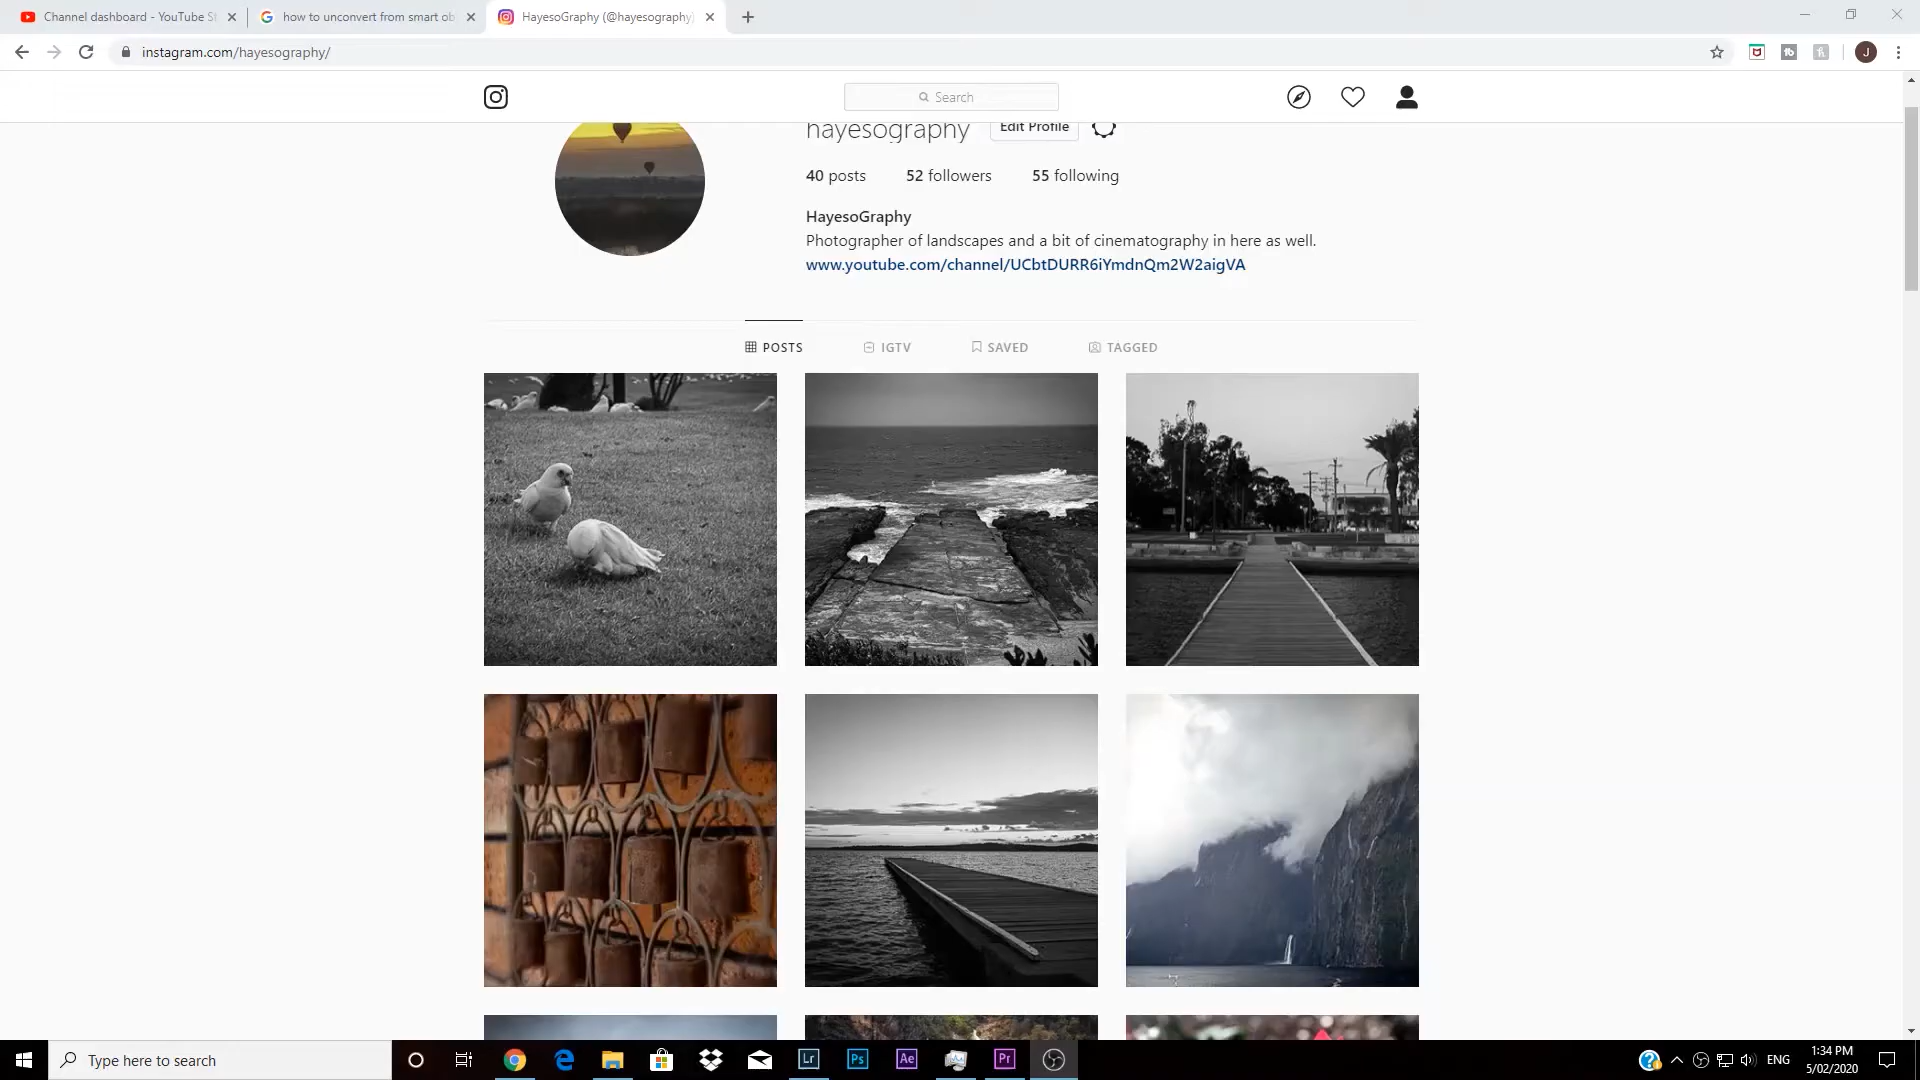 Channel dashboard - YouTube St
how to unconvert from smart ob
HayesoGraphy (@hayesography)
instagram.com/hayesography/
J
Search
hayesography Edit Profile
40 posts 52 followers 55 following
HayesoGraphy
Photographer of landscapes and a bit of cinematography in here as well.
www.youtube.com/channel/UCbtDURR6iYmdnQm2W2aigVA
POSTS IGTV SAVED TAGGED
Type here to search
Lr Ps Ae Pr
ENG
1:34 PM
5/02/2020